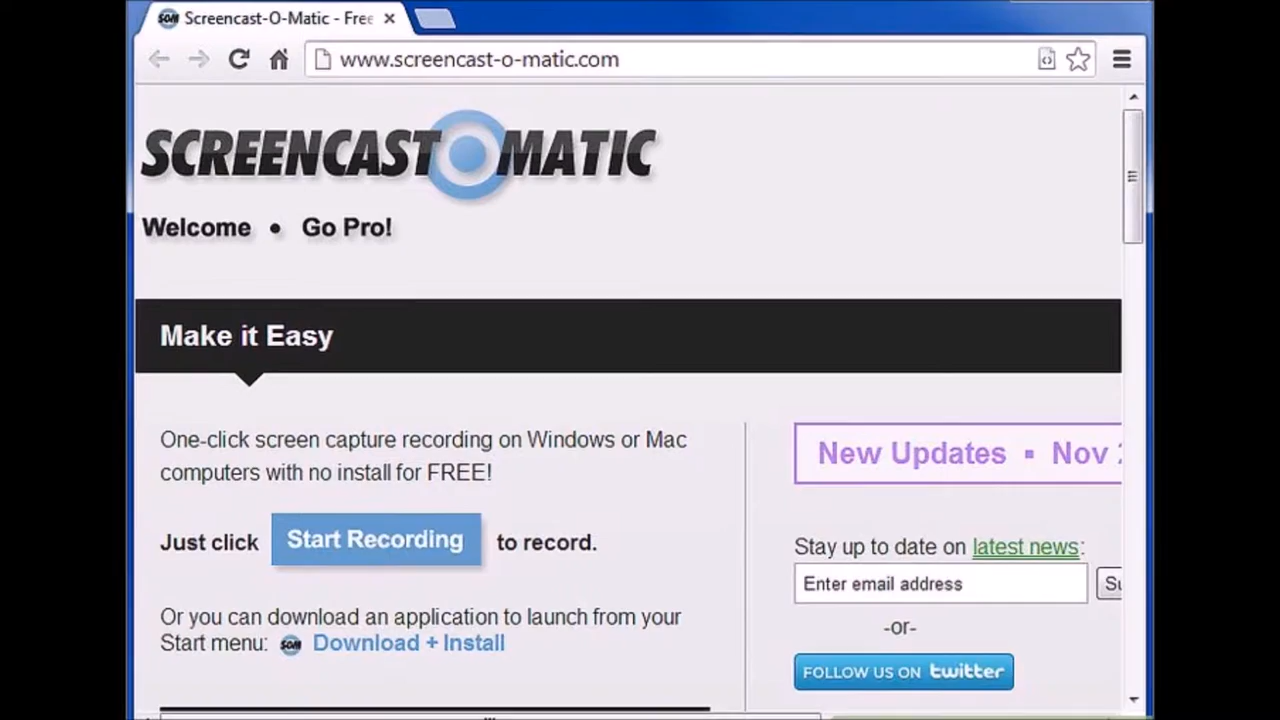 Screencast-O-Matic - Free
www.screencast-o-matic.com
SCREENCAST O MATIC
Welcome • Go Pro!
Make it Easy
One-click screen capture recording on Windows or Mac
computers with no install for FREE!
Just click Start Recording to record.
Or you can download an application to launch from your
Start menu: SOM Download + Install
New Updates ▪ Nov
Stay up to date on latest news:
Enter email address Su
-or-
FOLLOW US ON twitter